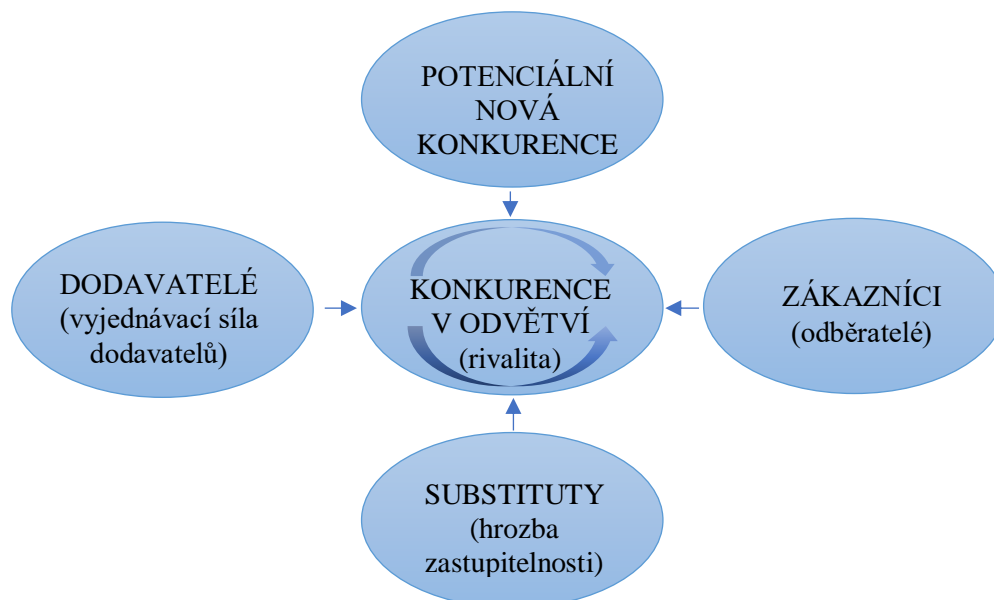 POTENCIÁLNÍ
NOVÁ
KONKURENCE
DODAVATELÉ
(vyjednávací síla
dodavatelů)
KONKURENCE
V ODVĚTVÍ
(rivalita)
ZÁKAZNÍCI
(odběratelé)
SUBSTITUTY
(hrozba
zastupitelnosti)